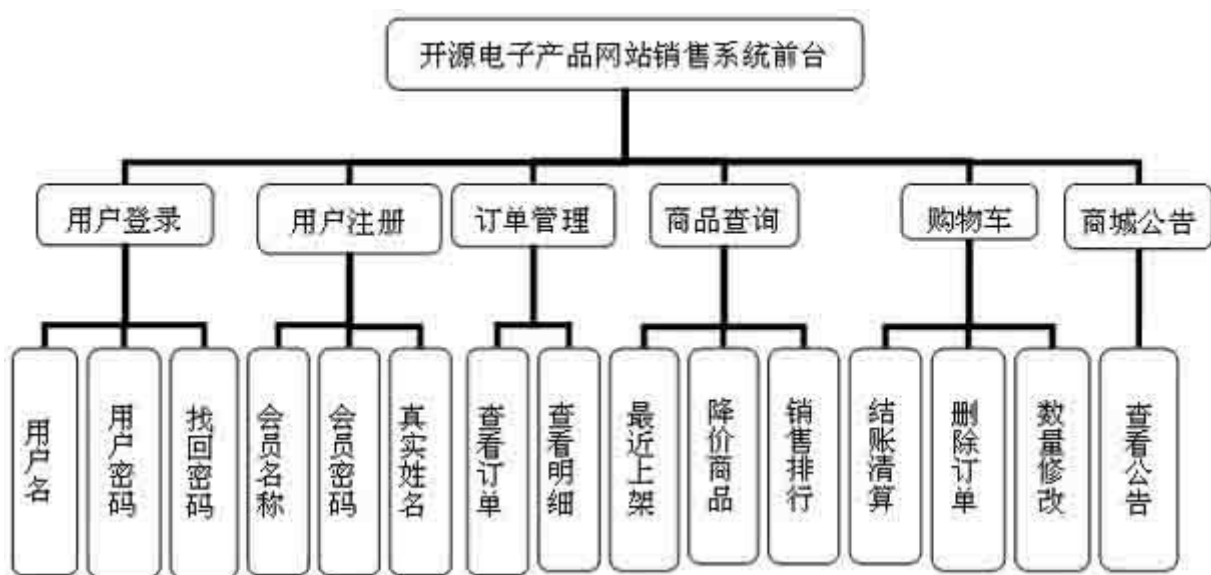 开源电子产品网站销售系统前台
用户登录
用户注册
订单管理
商品查询
购物车
商城公告
用户名
用户密码
找回密码
会员名称
会员密码
真实姓名
查看订单
查看明细
最近上架
降价商品
销售排行
结账清算
删除订单
数量修改
查看公告